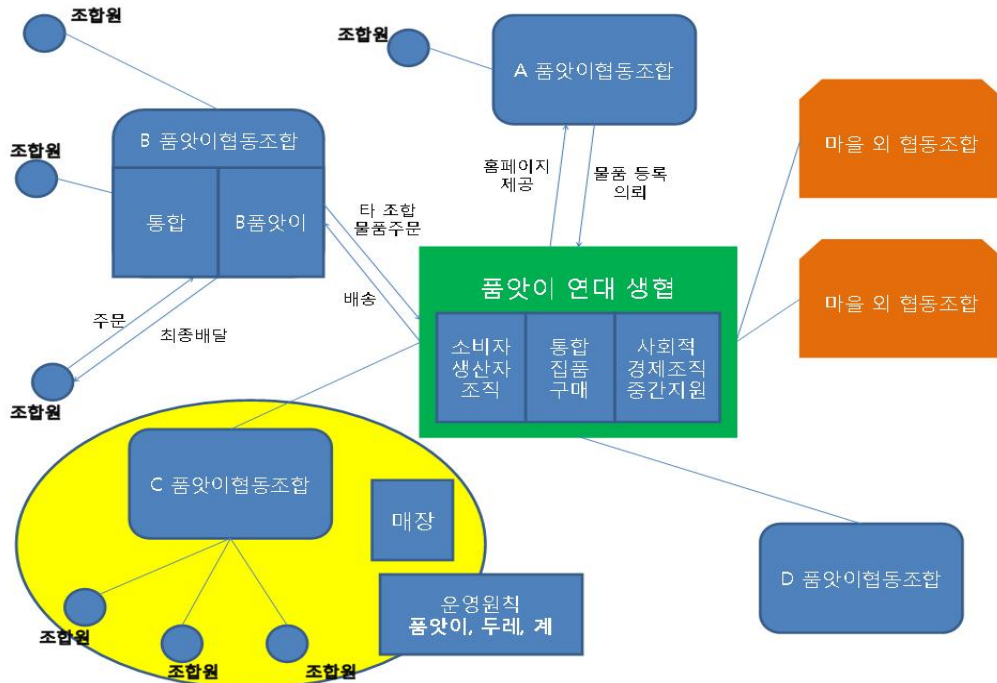 조합원
조합원
A 품앗이협동조합
B 품앗이협동조합
조합원
통합
B품앗이
타 조합
물품주문
배송
주문
최종배달
조합원
홈페이지
제공
물품 등록
의뢰
마을 외 협동조합
마을 외 협동조합
품앗이 연대 생협
소비자
생산자
조직
통합
집품
구매
사회적
경제조직
중간지원
C 품앗이협동조합
매장
조합원
조합원
조합원
운영원칙
품앗이, 두레, 계
D 품앗이협동조합